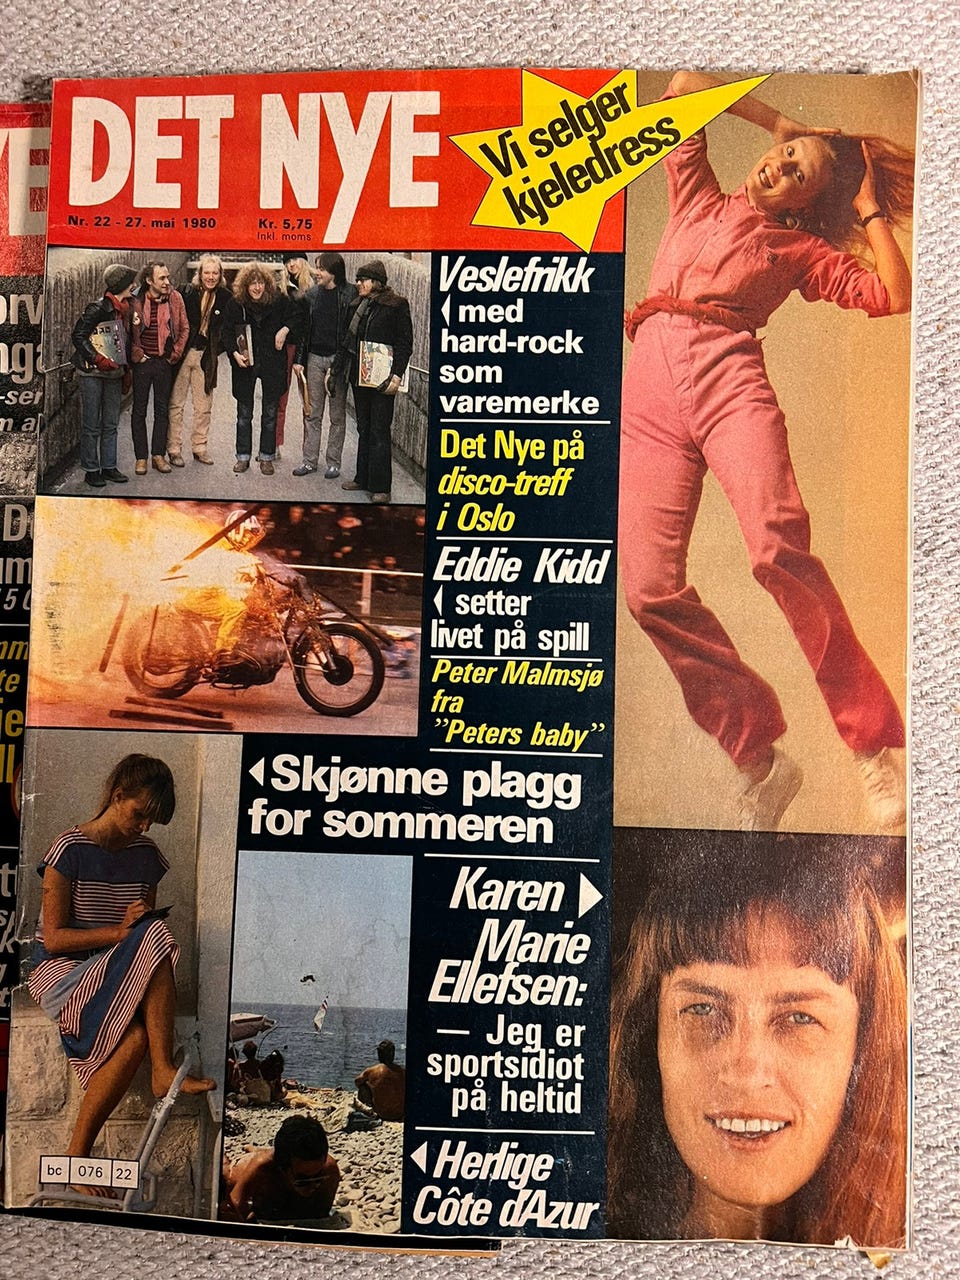 DET NYE
Nr. 22 - 27. mai 1980
Kr. 5,75
Inkl. moms
Vi selger
kjeledress
Veslefrikk
med
hard-rock
som
varemerke
Det Nye på
disco-treff
i Oslo
Eddie Kidd
setter
livet på spill
Peter Malmsjø
fra
"Peters baby"
Skjønne plagg
for sommeren
Karen
Marie
Ellefsen:
— Jeg er
sportsidiot
på heltid
Herlige
Côte d'Azur
bc 076 22